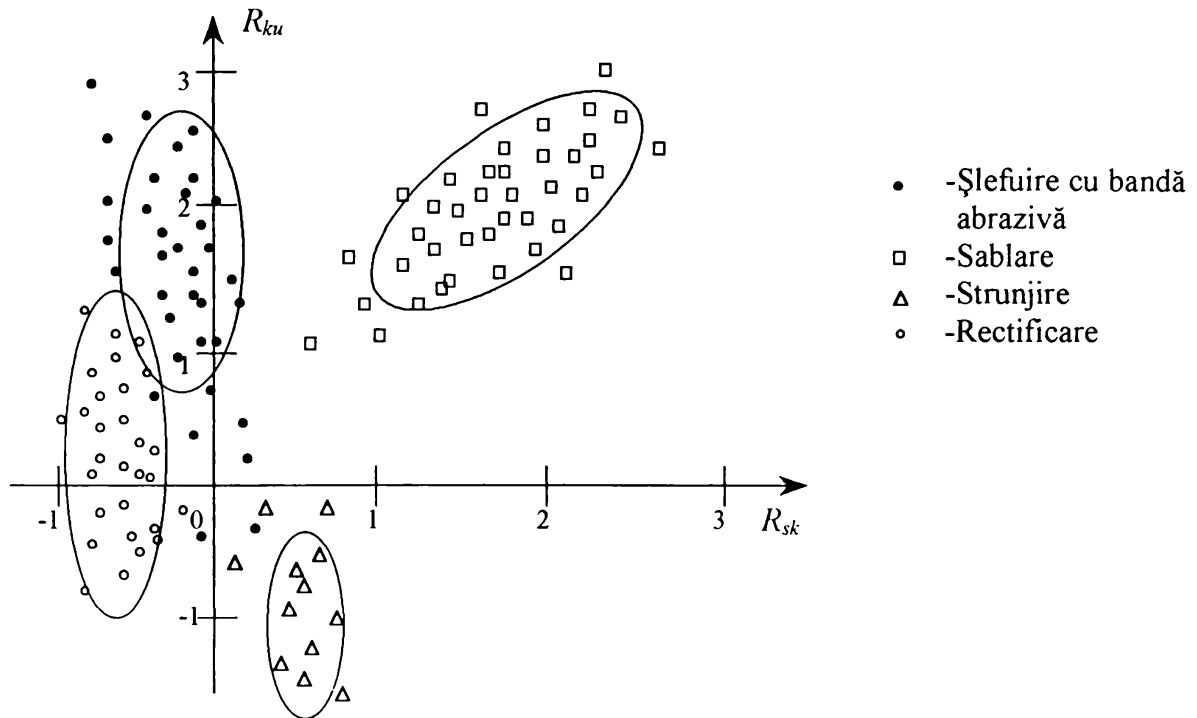 R_ku
3
2
1
-1
0
1
2
3
R_sk
-1
-Şlefuire cu bandă
abrazivă
-Sablare
-Strunjire
-Rectificare